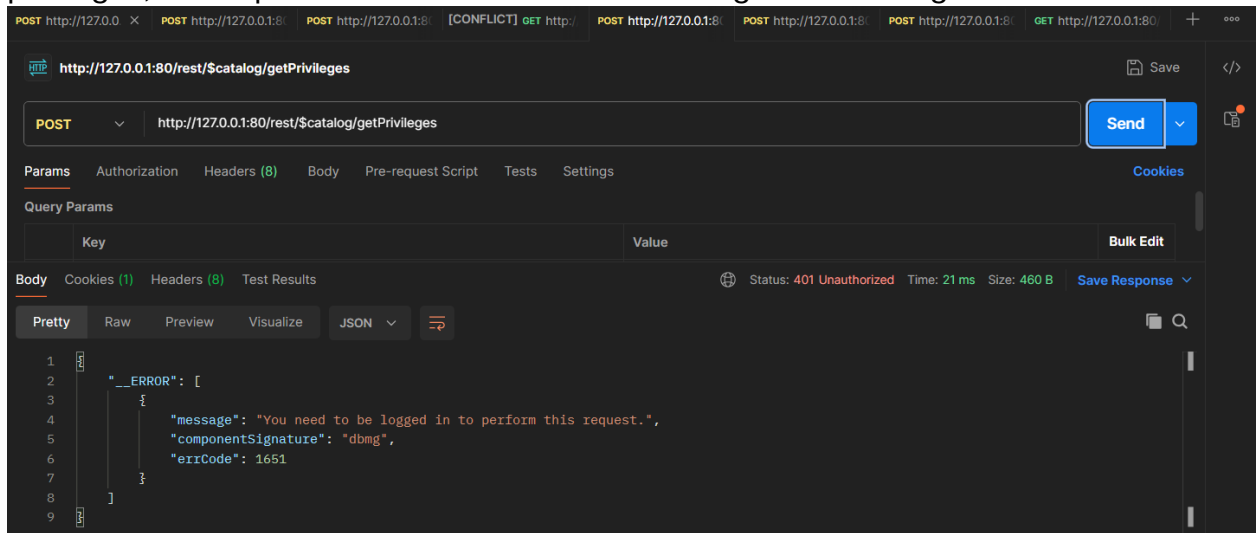 POST http://127.0.0 × POST http://127.0.0.1:8 POST http://127.0.0.1:8 [CONFLICT] GET http:/ POST http://127.0.0.1:8 POST http://127.0.0.1:8 POST http://127.0.0.1:8 GET http://127.0.0.1:80/ + ooo
HTTP http://127.0.0.1:80/rest/$catalog/getPrivileges Save </>
POST http://127.0.0.1:80/rest/$catalog/getPrivileges Send
Params Authorization Headers (8) Body Pre-request Script Tests Settings Cookies
Query Params
Key Value Bulk Edit
Body Cookies (1) Headers (8) Test Results Status: 401 Unauthorized Time: 21 ms Size: 460 B Save Response
Pretty Raw Preview Visualize JSON
1 {
2 "__ERROR": [
3 {
4 "message": "You need to be logged in to perform this request.",
5 "componentSignature": "dbmg",
6 "errCode": 1651
7 }
8 ]
9 }